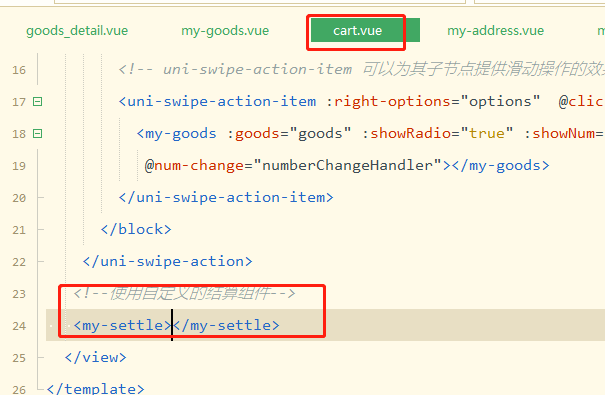 goods_detail.vue my-goods.vue cart.vue my-address.vue
16 <!-- uni-swipe-action-item 可以为其子节点提供滑动操作的效
17 <uni-swipe-action-item :right-options="options" @clic
18 <my-goods :goods="goods" :showRadio="true" :showNum=
19 @num-change="numberChangeHandler"></my-goods>
20 </uni-swipe-action-item>
21 </block>
22 </uni-swipe-action>
23 <!--使用自定义的结算组件-->
24 <my-settle></my-settle>
25 </view>
26 </template>